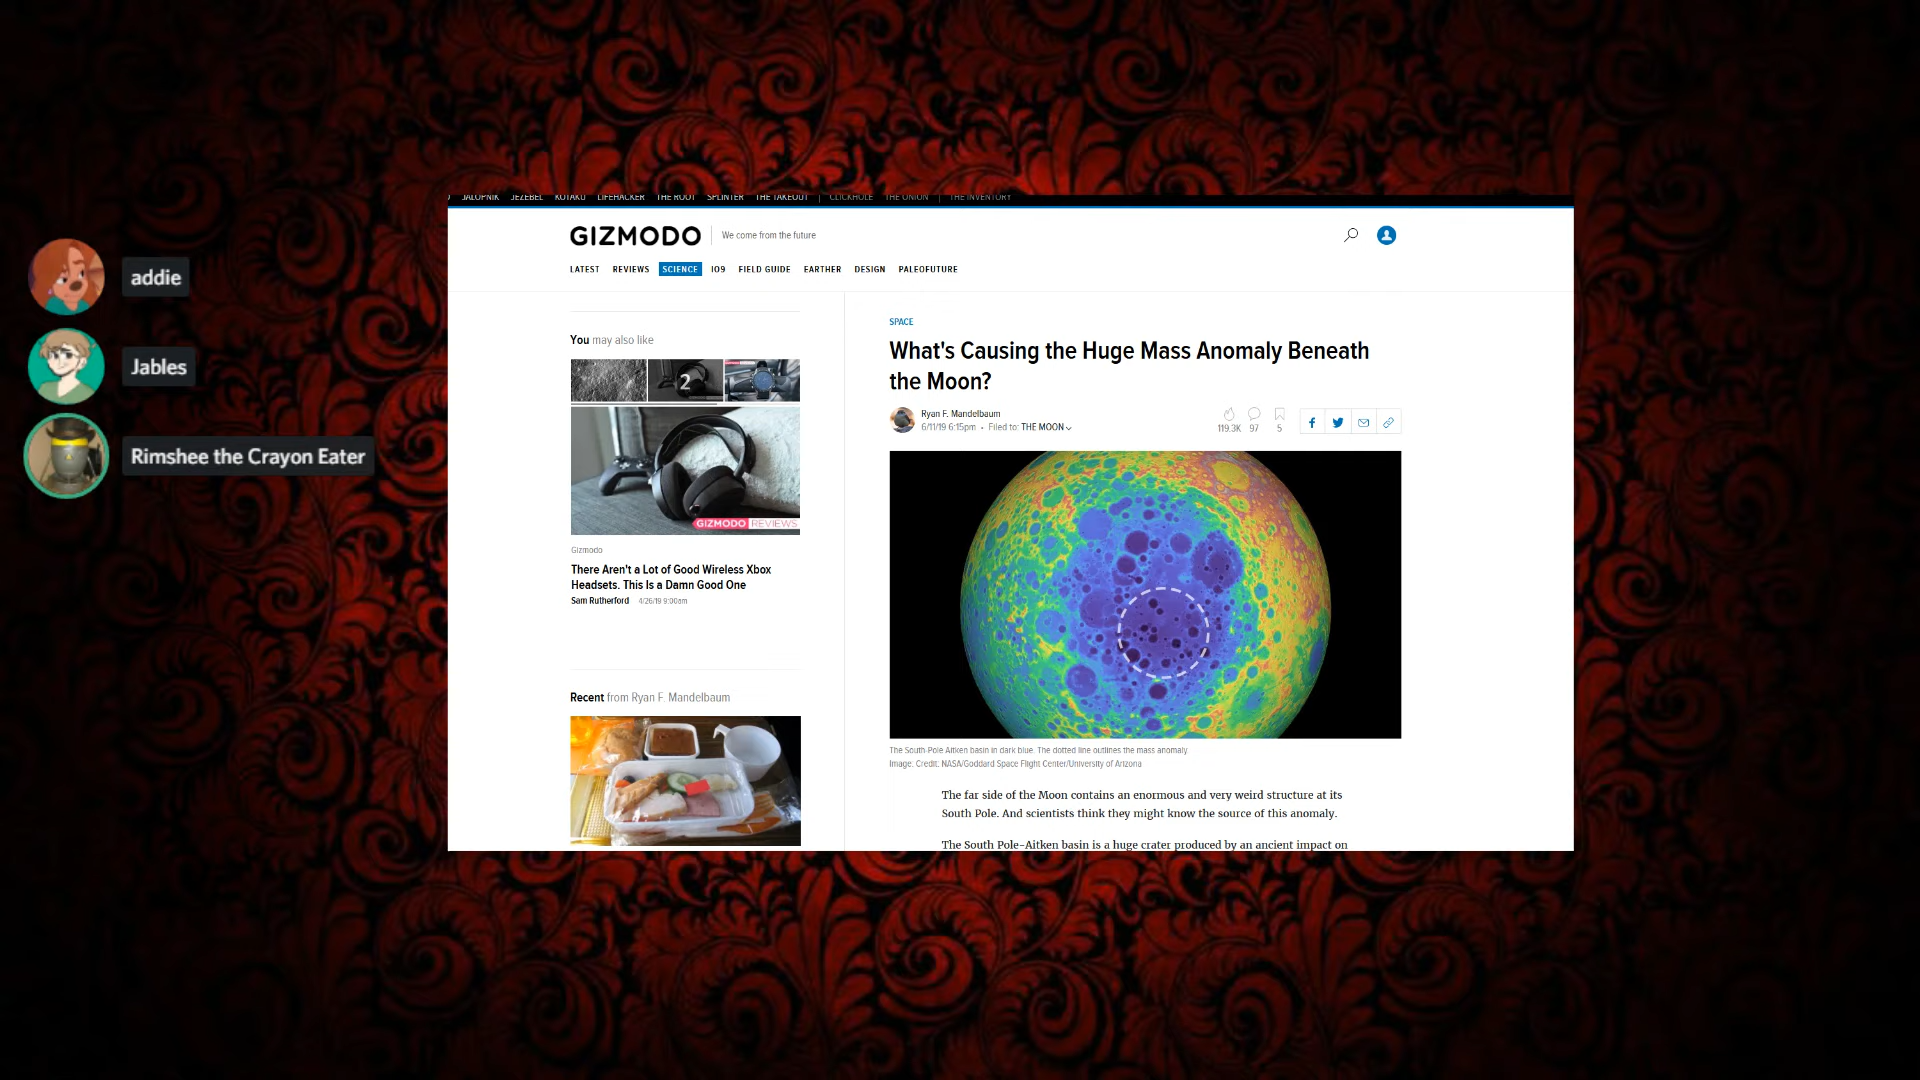 JALOPNIK JEZEBEL KOTAKU LIFEHACKER THE ROOT SPLINTER THE TAKEOUT CLICKHOLE THE ONION THE INVENTORY
GIZMODO
We come from the future
LATEST REVIEWS SCIENCE IO9 FIELD GUIDE EARTHER DESIGN PALEOFUTURE
addie
Jables
Rimshee the Crayon Eater
You may also like
2
GIZMODO REVIEWS
Gizmodo
There Aren't a Lot of Good Wireless Xbox
Headsets. This Is a Damn Good One
Sam Rutherford 4/26/19 9:00am
Recent from Ryan F. Mandelbaum
SPACE
What's Causing the Huge Mass Anomaly Beneath
the Moon?
Ryan F. Mandelbaum
6/11/19 6:15pm • Filed to: THE MOON
119.3K 97 5
The South-Pole Aitken basin in dark blue. The dotted line outlines the mass anomaly
Image: Credit: NASA/Goddard Space Flight Center/University of Arizona
The far side of the Moon contains an enormous and very weird structure at its
South Pole. And scientists think they might know the source of this anomaly.
The South Pole–Aitken basin is a huge crater produced by an ancient impact on